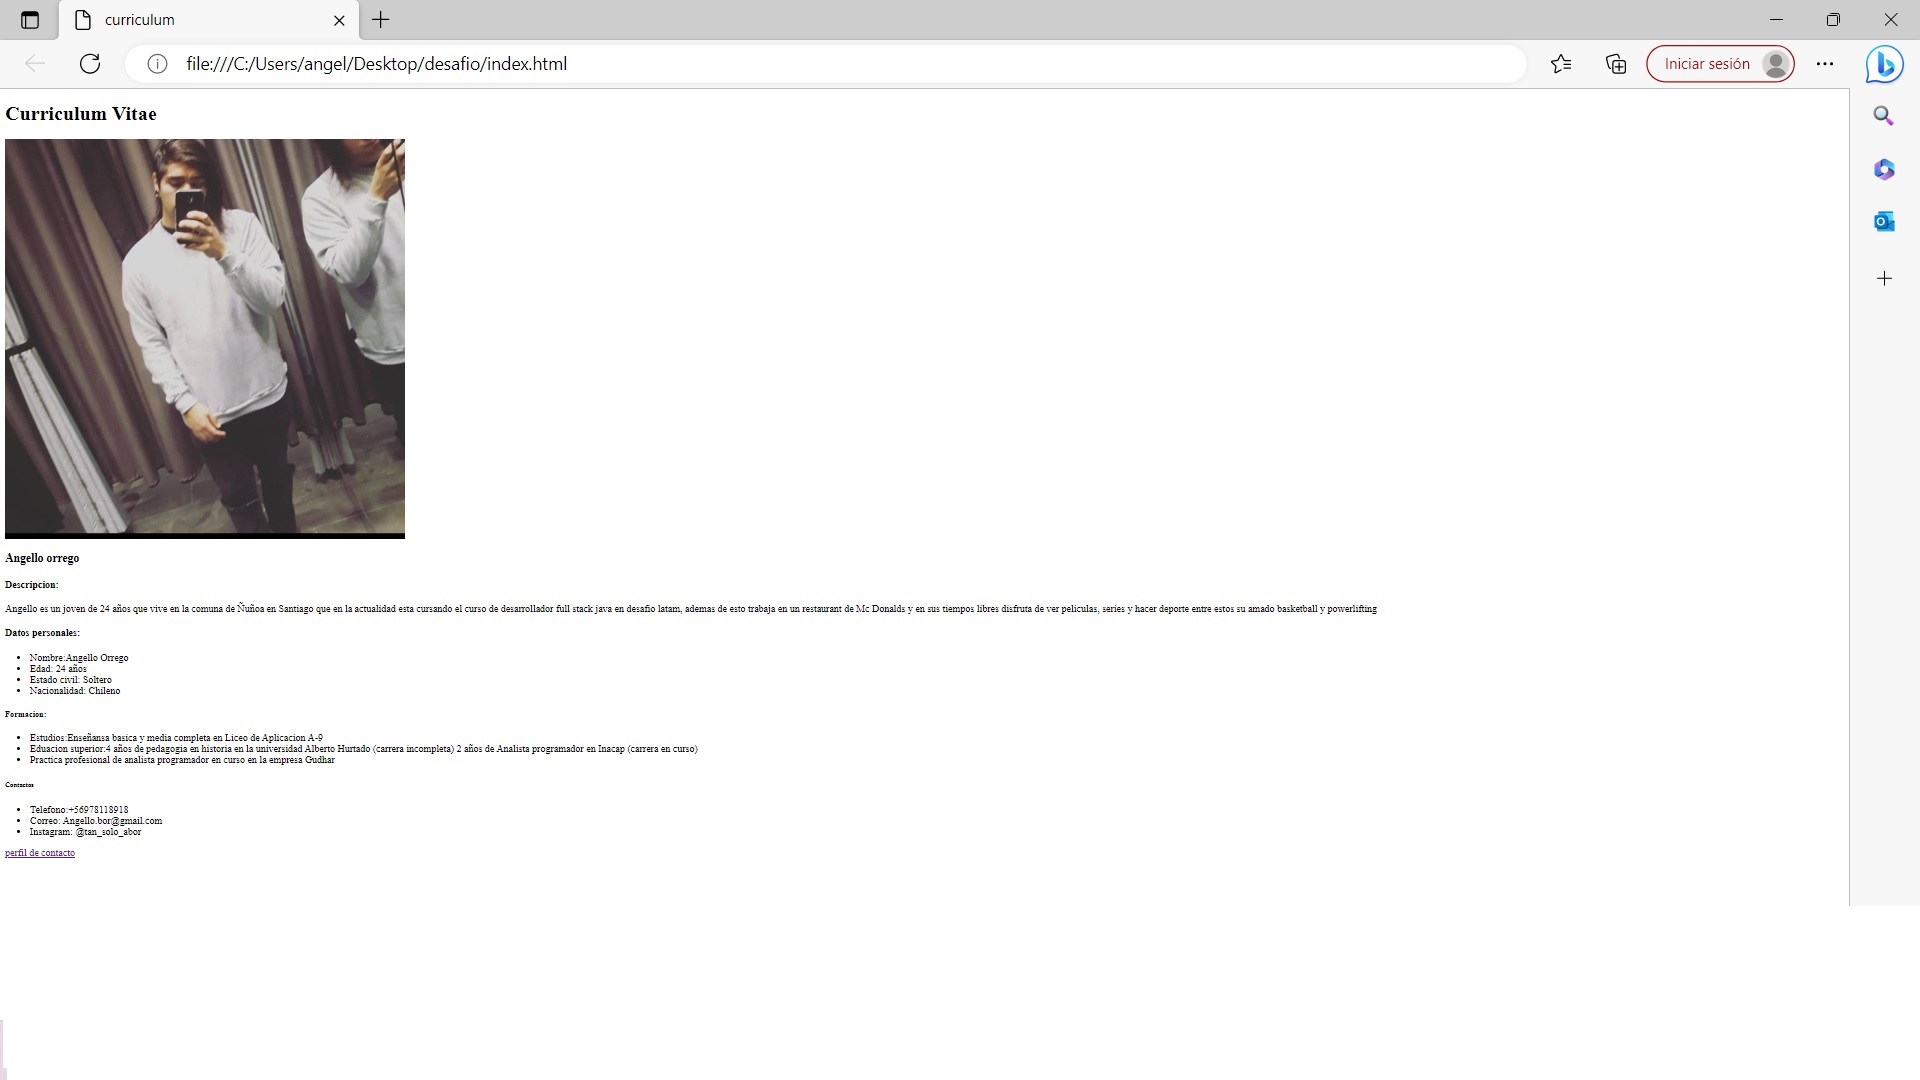 curriculum
file:///C:/Users/angel/Desktop/desafio/index.html
Iniciar sesión
Curriculum Vitae
Angello orrego
Descripcion:
Angello es un joven de 24 años que vive en la comuna de Ñuñoa en Santiago que en la actualidad esta cursando el curso de desarrollador full stack java en desafio latam, ademas de esto trabaja en un restaurant de Mc Donalds y en sus tiempos libres disfruta de ver peliculas, series y hacer deporte entre estos su amado basketball y powerlifting
Datos personales:
Nombre:Angello Orrego
Edad: 24 años
Estado civil: Soltero
Nacionalidad: Chileno
Formacion:
Estudios:Enseñansa basica y media completa en Liceo de Aplicacion A-9
Eduacion superior:4 años de pedagogia en historia en la universidad Alberto Hurtado (carrera incompleta) 2 años de Analista programador en Inacap (carrera en curso)
Practica profesional de analista programador en curso en la empresa Gudhar
Contactos
Telefono:+56978118918
Correo: Angello.bor@gmail.com
Instagram: @tan_solo_abor
perfil de contacto